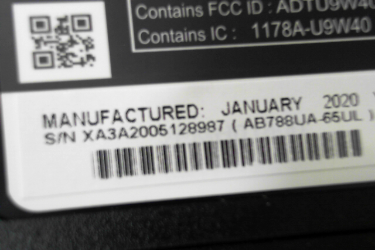 Contains FCC ID : ADTU9W40
Contains IC : 1178A-U9W40
MANUFACTURED: JANUARY 2020
S/N XA3A2005128987 ( AB788UA-65UL )